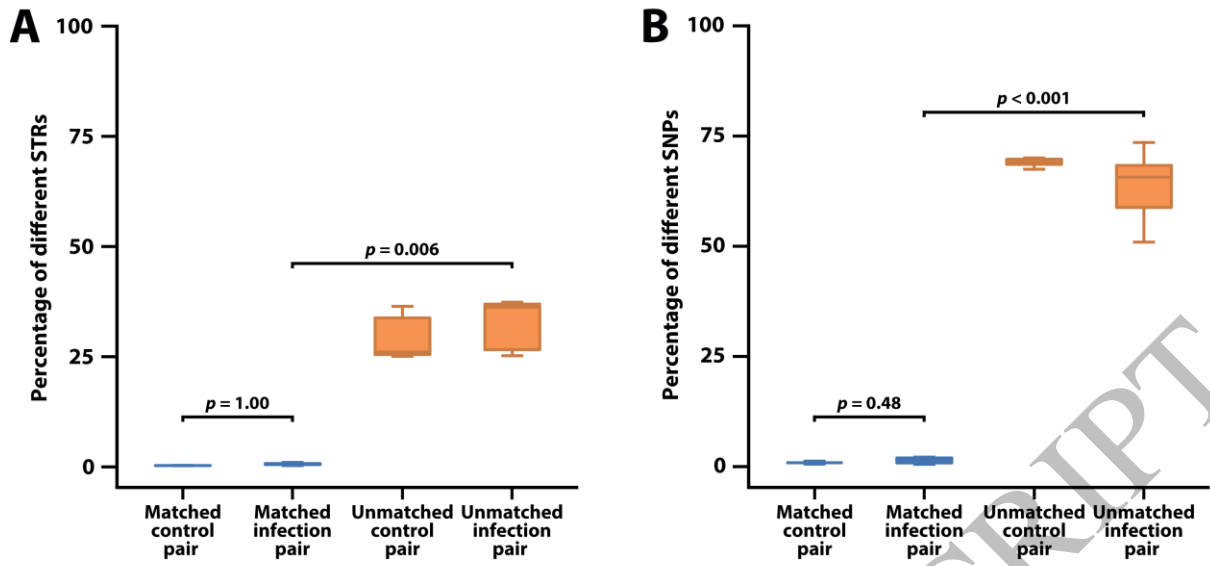 A
Percentage of different STRs
100
75
50
25
0
p = 1.00
p = 0.006
Matched
control
pair
Matched
infection
pair
Unmatched
control
pair
Unmatched
infection
pair
B
Percentage of different SNPs
100
75
50
25
0
p = 0.48
p < 0.001
Matched
control
pair
Matched
infection
pair
Unmatched
control
pair
Unmatched
infection
pair
CRIPT